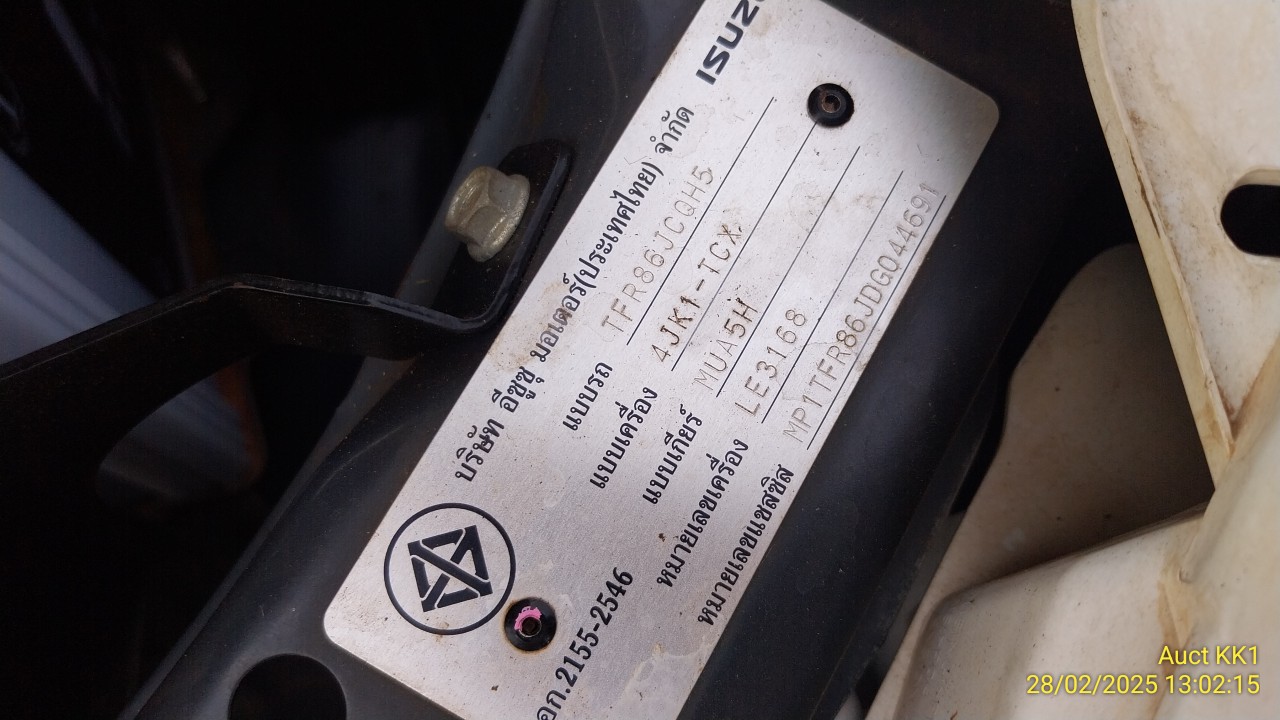 ISUZU
บริษัท อีซูซุ มอเตอร์(ประเทศไทย) จำกัด
แบบรถ TFR86JCQH5
แบบเครื่อง 4JK1-TCX
แบบเกียร์ MUA5H
หมายเลขเครื่อง LE3168
หมายเลขแชสซิส MP1TFR86JDG044691
มอก.2155-2546
Auct KK1
28/02/2025 13:02:15